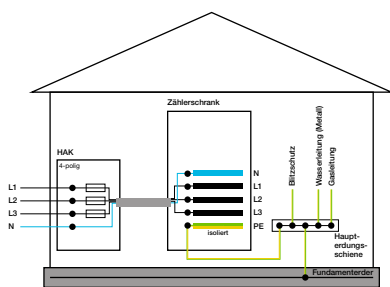 Zählerschrank
HAK
4-polig
L1
L2
L3
N
N
L1
L2
L3
PE
isoliert
Blitzschutz
Wasserleitung (Metall)
Gasleitung
Haupt-
erdungs-
schiene
Fundamenterder